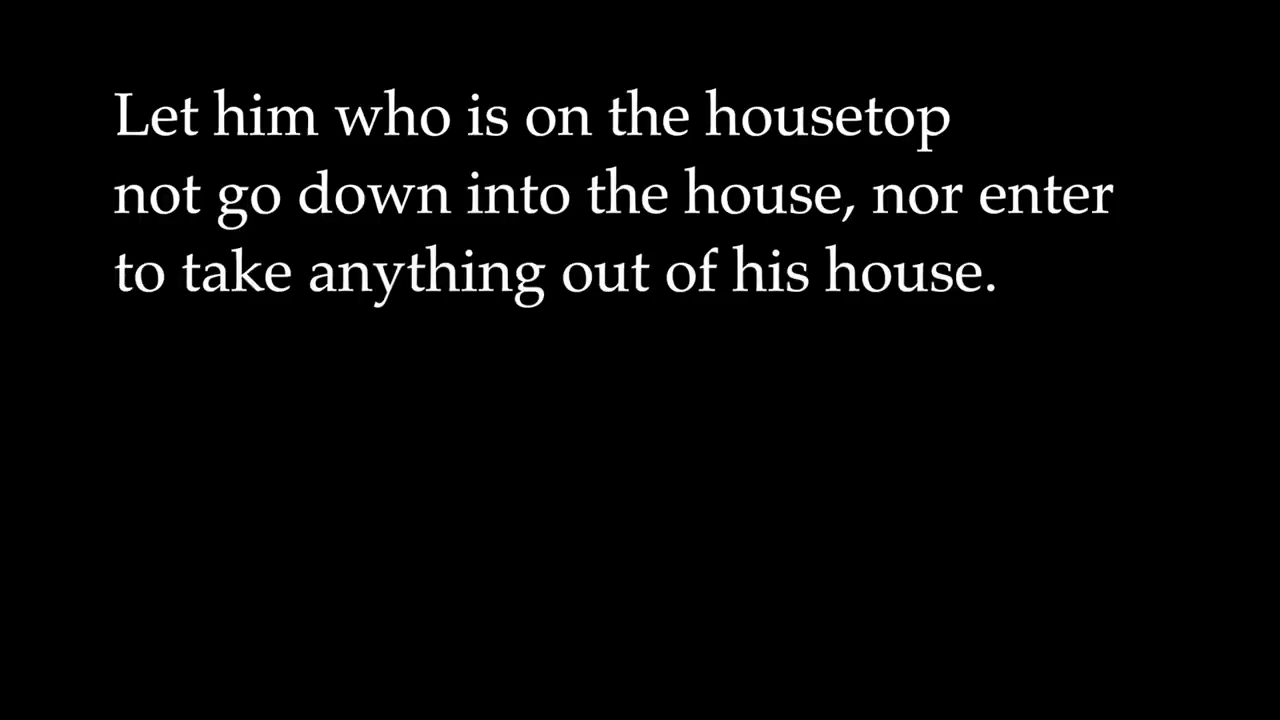 Let him who is on the housetop
not go down into the house, nor enter
to take anything out of his house.